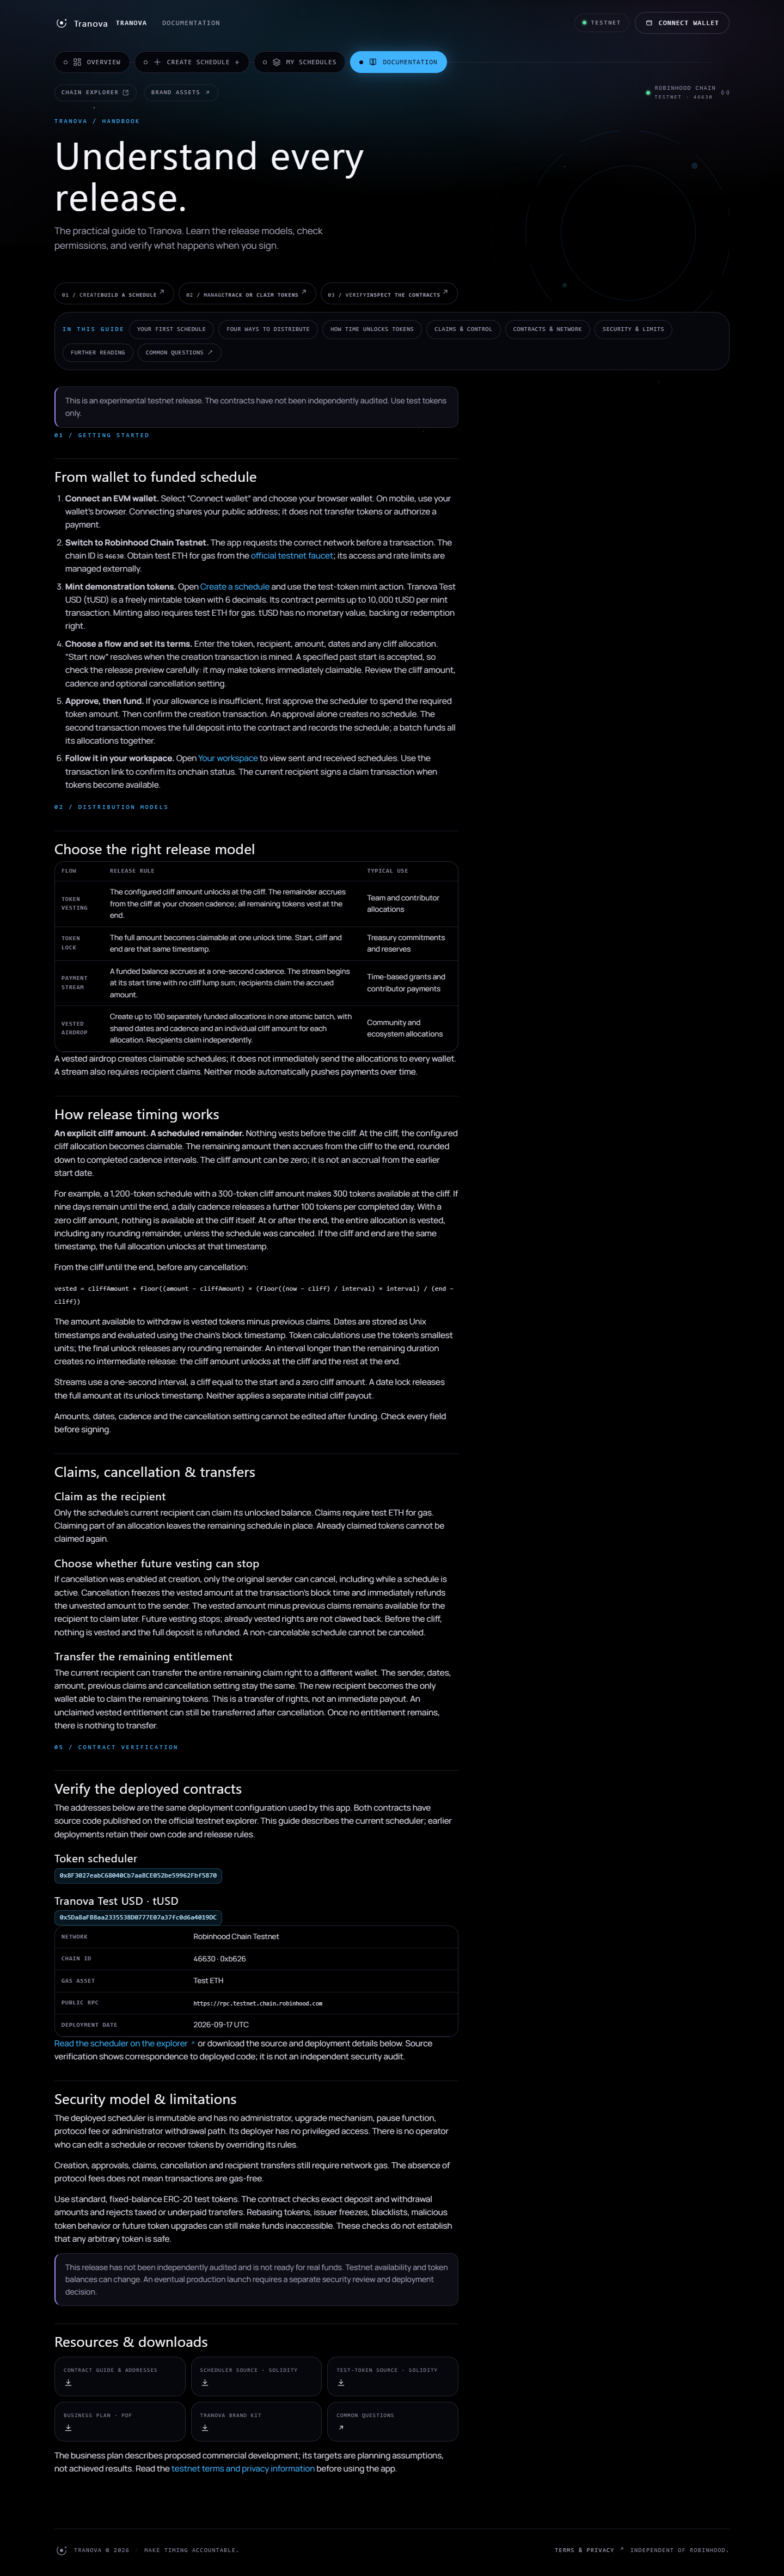 Tranova TRANOVA DOCUMENTATION TESTNET CONNECT WALLET
OVERVIEW CREATE SCHEDULE + MY SCHEDULES DOCUMENTATION
CHAIN EXPLORER BRAND ASSETS ↗ ROBINHOOD CHAIN
TESTNET · 46630
TRANOVA / HANDBOOK
Understand every
release.
The practical guide to Tranova. Learn the release models, check
permissions, and verify what happens when you sign.
01 / CREATEBUILD A SCHEDULE↗ 02 / MANAGETRACK OR CLAIM TOKENS↗ 03 / VERIFYINSPECT THE CONTRACTS↗
IN THIS GUIDE YOUR FIRST SCHEDULE FOUR WAYS TO DISTRIBUTE HOW TIME UNLOCKS TOKENS CLAIMS & CONTROL CONTRACTS & NETWORK SECURITY & LIMITS
FURTHER READING COMMON QUESTIONS ↗
This is an experimental testnet release. The contracts have not been independently audited. Use test tokens
only.
01 / GETTING STARTED
From wallet to funded schedule
1. Connect an EVM wallet. Select "Connect wallet" and choose your browser wallet. On mobile, use your
wallet's browser. Connecting shares your public address; it does not transfer tokens or authorize a
payment.
2. Switch to Robinhood Chain Testnet. The app requests the correct network before a transaction. The
chain ID is 46630. Obtain test ETH for gas from the official testnet faucet; its access and rate limits are
managed externally.
3. Mint demonstration tokens. Open Create a schedule and use the test-token mint action. Tranova Test
USD (tUSD) is a freely mintable token with 6 decimals. Its contract permits up to 10,000 tUSD per mint
transaction. Minting also requires test ETH for gas. tUSD has no monetary value, backing or redemption
right.
4. Choose a flow and set its terms. Enter the token, recipient, amount, dates and any cliff allocation.
"Start now" resolves when the creation transaction is mined. A specified past start is accepted, so
check the release preview carefully: it may make tokens immediately claimable. Review the cliff amount,
cadence and optional cancellation setting.
5. Approve, then fund. If your allowance is insufficient, first approve the scheduler to spend the required
token amount. Then confirm the creation transaction. An approval alone creates no schedule. The
second transaction moves the full deposit into the contract and records the schedule; a batch funds all
its allocations together.
6. Follow it in your workspace. Open Your workspace to view sent and received schedules. Use the
transaction link to confirm its onchain status. The current recipient signs a claim transaction when
tokens become available.
02 / DISTRIBUTION MODELS
Choose the right release model
FLOW RELEASE RULE TYPICAL USE
TOKEN VESTING The configured cliff amount unlocks at the cliff. The remainder accrues
from the cliff at your chosen cadence; all remaining tokens vest at the
end. Team and contributor
allocations
TOKEN LOCK The full amount becomes claimable at one unlock time. Start, cliff and
end are that same timestamp. Treasury commitments
and reserves
PAYMENT STREAM A funded balance accrues at a one-second cadence. The stream begins
at its start time with no cliff lump sum; recipients claim the accrued
amount. Time-based grants and
contributor payments
VESTED AIRDROP Create up to 100 separately funded allocations in one atomic batch, with
shared dates and cadence and an individual cliff amount for each
allocation. Recipients claim independently. Community and
ecosystem allocations
A vested airdrop creates claimable schedules; it does not immediately send the allocations to every wallet.
A stream also requires recipient claims. Neither mode automatically pushes payments over time.
How release timing works
An explicit cliff amount. A scheduled remainder. Nothing vests before the cliff. At the cliff, the configured
cliff allocation becomes claimable. The remaining amount then accrues from the cliff to the end, rounded
down to completed cadence intervals. The cliff amount can be zero; it is not an accrual from the earlier
start date.
For example, a 1,200-token schedule with a 300-token cliff amount makes 300 tokens available at the cliff. If
nine days remain until the end, a daily cadence releases a further 100 tokens per completed day. With a
zero cliff amount, nothing is available at the cliff itself. At or after the end, the entire allocation is vested,
including any rounding remainder, unless the schedule was canceled. If the cliff and end are the same
timestamp, the full allocation unlocks at that timestamp.
From the cliff until the end, before any cancellation:
vested = cliffAmount + floor((amount − cliffAmount) × (floor((now − cliff) / interval) × interval) / (end −
cliff))
The amount available to withdraw is vested tokens minus previous claims. Dates are stored as Unix
timestamps and evaluated using the chain's block timestamp. Token calculations use the token's smallest
units; the final unlock releases any rounding remainder. An interval longer than the remaining duration
creates no intermediate release: the cliff amount unlocks at the cliff and the rest at the end.
Streams use a one-second interval, a cliff equal to the start and a zero cliff amount. A date lock releases
the full amount at its unlock timestamp. Neither applies a separate initial cliff payout.
Amounts, dates, cadence and the cancellation setting cannot be edited after funding. Check every field
before signing.
Claims, cancellation & transfers
Claim as the recipient
Only the schedule's current recipient can claim its unlocked balance. Claims require test ETH for gas.
Claiming part of an allocation leaves the remaining schedule in place. Already claimed tokens cannot be
claimed again.
Choose whether future vesting can stop
If cancellation was enabled at creation, only the original sender can cancel, including while a schedule is
active. Cancellation freezes the vested amount at the transaction's block time and immediately refunds
the unvested amount to the sender. The vested amount minus previous claims remains available for the
recipient to claim later. Future vesting stops; already vested rights are not clawed back. Before the cliff,
nothing is vested and the full deposit is refunded. A non-cancelable schedule cannot be canceled.
Transfer the remaining entitlement
The current recipient can transfer the entire remaining claim right to a different wallet. The sender, dates,
amount, previous claims and cancellation setting stay the same. The new recipient becomes the only
wallet able to claim the remaining tokens. This is a transfer of rights, not an immediate payout. An
unclaimed vested entitlement can still be transferred after cancellation. Once no entitlement remains,
there is nothing to transfer.
05 / CONTRACT VERIFICATION
Verify the deployed contracts
The addresses below are the same deployment configuration used by this app. Both contracts have
source code published on the official testnet explorer. This guide describes the current scheduler; earlier
deployments retain their own code and release rules.
Token scheduler
0x8F3027eabC68040Cb7aa8CE052be59962Fbf5870
Tranova Test USD · tUSD
0x5Da8aF88aa2335538D0777E07a37fc0d6a4019DC
NETWORK Robinhood Chain Testnet
CHAIN ID 46630 · 0xb626
GAS ASSET Test ETH
PUBLIC RPC https://rpc.testnet.chain.robinhood.com
DEPLOYMENT DATE 2026-09-17 UTC
Read the scheduler on the explorer ↗ or download the source and deployment details below. Source
verification shows correspondence to deployed code; it is not an independent security audit.
Security model & limitations
The deployed scheduler is immutable and has no administrator, upgrade mechanism, pause function,
protocol fee or administrator withdrawal path. Its deployer has no privileged access. There is no operator
who can edit a schedule or recover tokens by overriding its rules.
Creation, approvals, claims, cancellation and recipient transfers still require network gas. The absence of
protocol fees does not mean transactions are gas-free.
Use standard, fixed-balance ERC-20 test tokens. The contract checks exact deposit and withdrawal
amounts and rejects taxed or underpaid transfers. Rebasing tokens, issuer freezes, blacklists, malicious
token behavior or future token upgrades can still make funds inaccessible. These checks do not establish
that any arbitrary token is safe.
This release has not been independently audited and is not ready for real funds. Testnet availability and token
balances can change. An eventual production launch requires a separate security review and deployment
decision.
Resources & downloads
CONTRACT GUIDE & ADDRESSES SCHEDULER SOURCE · SOLIDITY TEST-TOKEN SOURCE · SOLIDITY
BUSINESS PLAN · PDF TRANOVA BRAND KIT COMMON QUESTIONS
The business plan describes proposed commercial development; its targets are planning assumptions,
not achieved results. Read the testnet terms and privacy information before using the app.
TRANOVA © 2026 · MAKE TIMING ACCOUNTABLE. TERMS & PRIVACY ↗ INDEPENDENT OF ROBINHOOD.